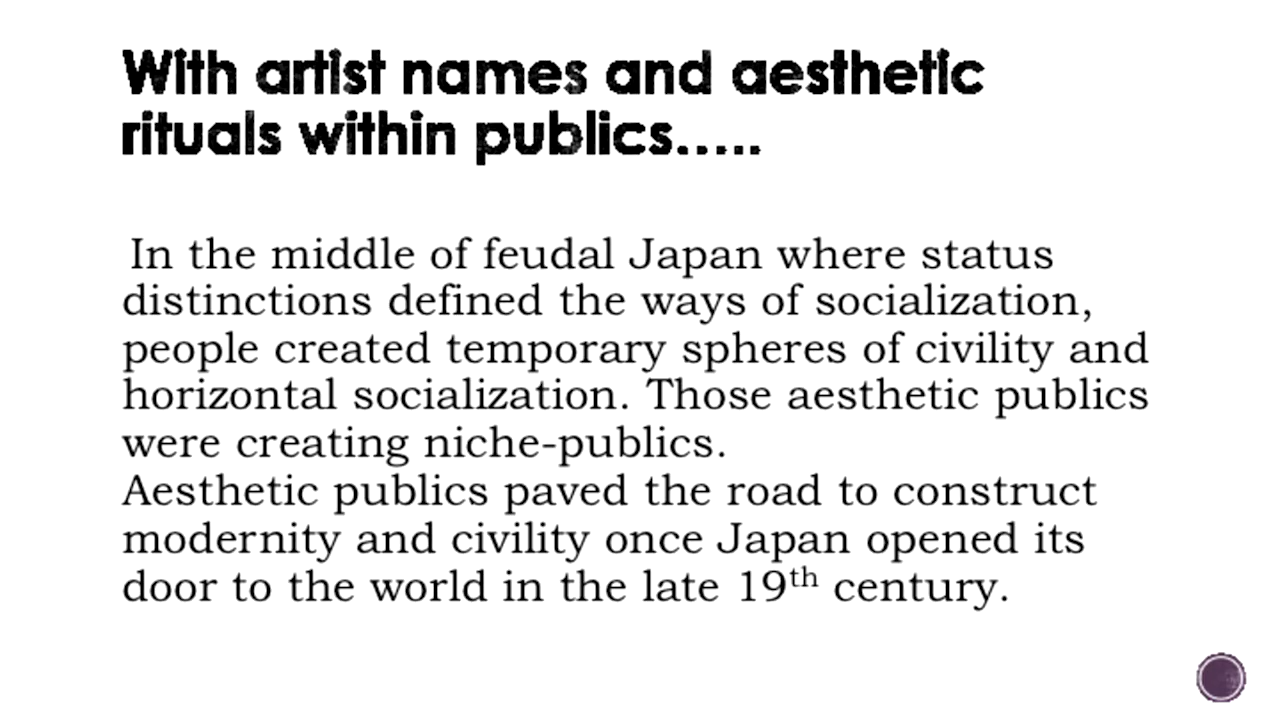 With artist names and aesthetic
rituals within publics.....
In the middle of feudal Japan where status
distinctions defined the ways of socialization,
people created temporary spheres of civility and
horizontal socialization. Those aesthetic publics
were creating niche-publics.
Aesthetic publics paved the road to construct
modernity and civility once Japan opened its
door to the world in the late 19th century.